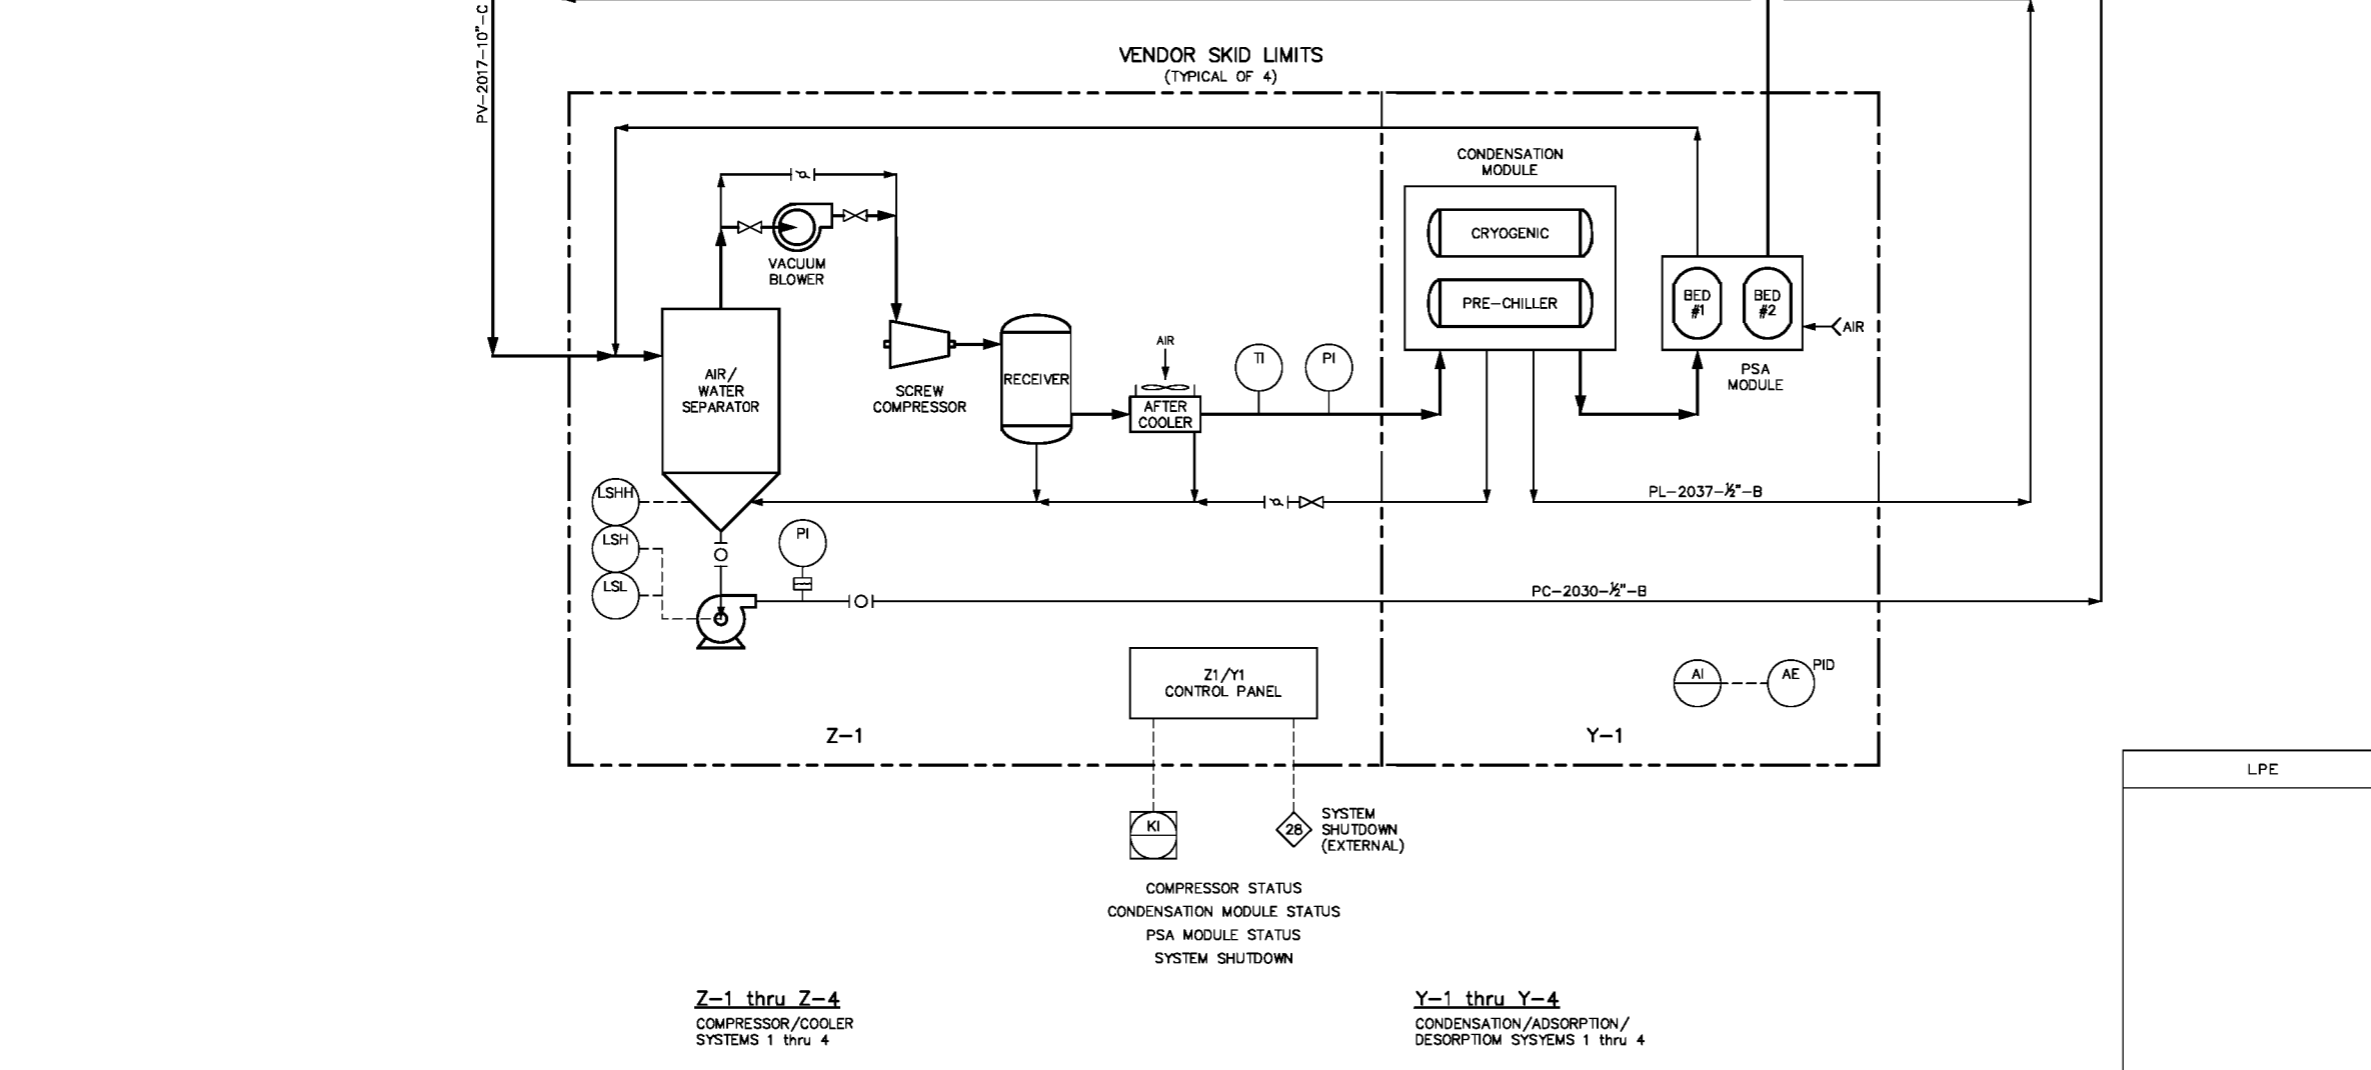 PV-2017-10"-C
VENDOR SKID LIMITS
(TYPICAL OF 4)
CONDENSATION
MODULE
CRYOGENIC
PRE-CHILLER
VACUUM
BLOWER
BED
#1
BED
#2
AIR
PSA
MODULE
AIR/
WATER
SEPARATOR
SCREW
COMPRESSOR
RECEIVER
AIR
AFTER
COOLER
TI
PI
LSHH
LSH
LSL
PI
PL-2037-½"-B
PC-2030-½"-B
Z1/Y1
CONTROL PANEL
AI
AE
PID
Z-1
Y-1
LPE
KI
28
SYSTEM
SHUTDOWN
(EXTERNAL)
COMPRESSOR STATUS
CONDENSATION MODULE STATUS
PSA MODULE STATUS
SYSTEM SHUTDOWN
Z-1 thru Z-4
COMPRESSOR/COOLER
SYSTEMS 1 thru 4
Y-1 thru Y-4
CONDENSATION/ADSORPTION/
DESORPTIOM SYSYEMS 1 thru 4